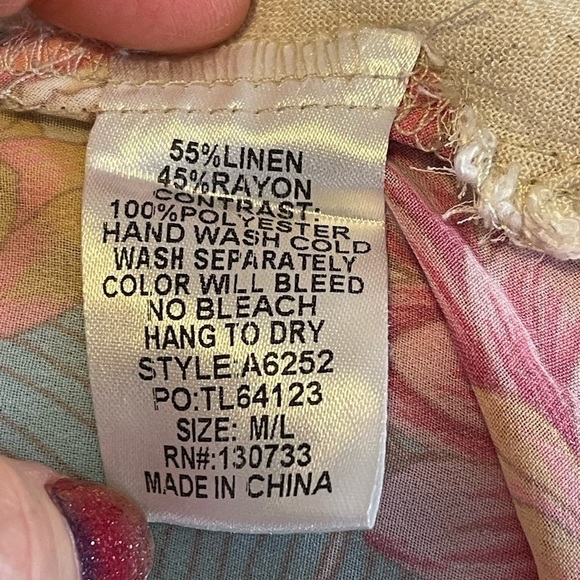 55%LINEN
45%RAYON
CONTRAST:
100%POLYESTER
HAND WASH COLD
WASH SEPARATELY
COLOR WILL BLEED
NO BLEACH
HANG TO DRY
STYLE:A6252
PO:TL64123
SIZE: M/L
RN#:130733
MADE IN CHINA